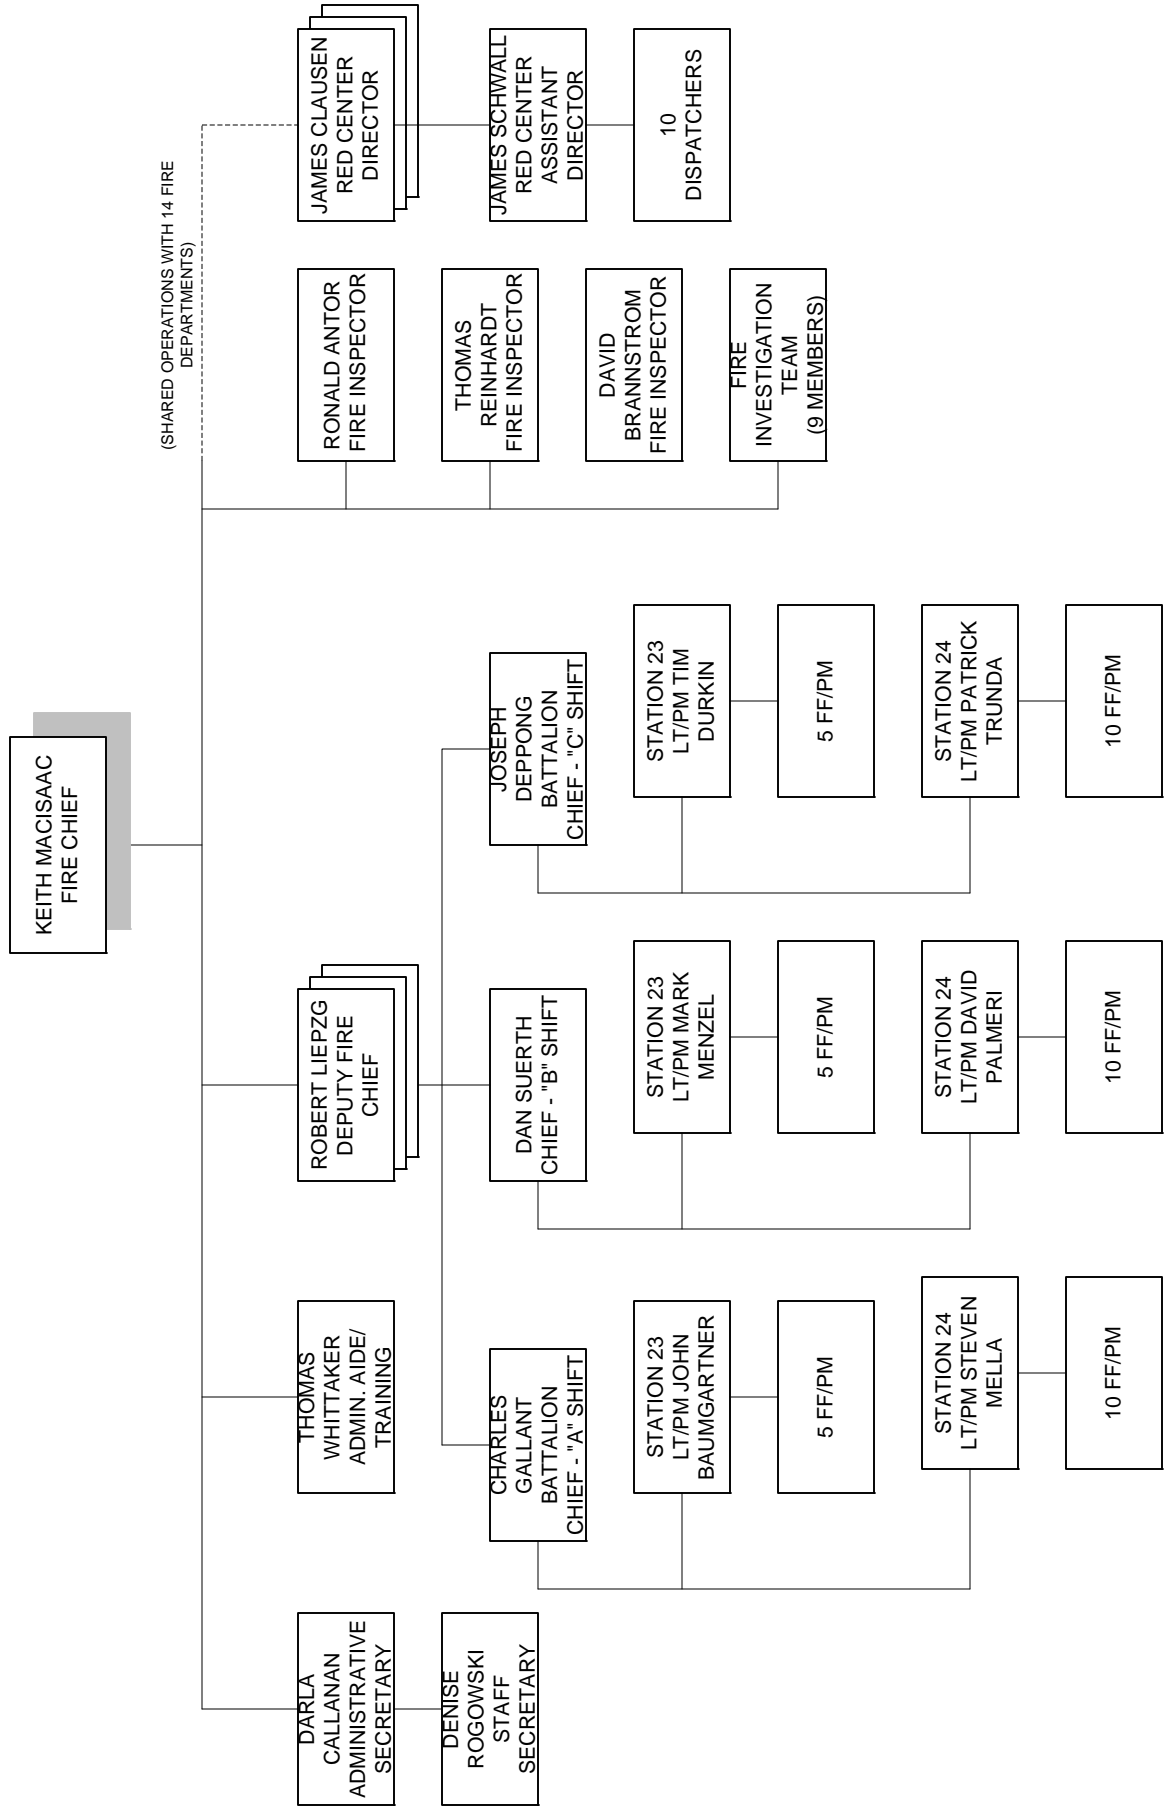 KEITH MACISAAC
FIRE CHIEF
(SHARED OPERATIONS WITH 14 FIRE
DEPARTMENTS)
DARLA
CALLANAN
ADMINISTRATIVE
SECRETARY
DENISE
ROGOWSKI
STAFF
SECRETARY
THOMAS
WHITTAKER
ADMIN. AIDE/
TRAINING
ROBERT LIEPZG
DEPUTY FIRE
CHIEF
CHARLES
GALLANT
BATTALION
CHIEF - "A" SHIFT
STATION 23
LT/PM JOHN
BAUMGARTNER
5 FF/PM
STATION 24
LT/PM STEVEN
MELLA
10 FF/PM
DAN SUERTH
CHIEF - "B" SHIFT
STATION 23
LT/PM MARK
MENZEL
5 FF/PM
STATION 24
LT/PM DAVID
PALMERI
10 FF/PM
JOSEPH
DEPPONG
BATTALION
CHIEF - "C" SHIFT
STATION 23
LT/PM TIM
DURKIN
5 FF/PM
STATION 24
LT/PM PATRICK
TRUNDA
10 FF/PM
RONALD ANTOR
FIRE INSPECTOR
THOMAS
REINHARDT
FIRE INSPECTOR
DAVID
BRANNSTROM
FIRE INSPECTOR
FIRE
INVESTIGATION
TEAM
(9 MEMBERS)
JAMES CLAUSEN
RED CENTER
DIRECTOR
JAMES SCHWALL
RED CENTER
ASSISTANT
DIRECTOR
10
DISPATCHERS